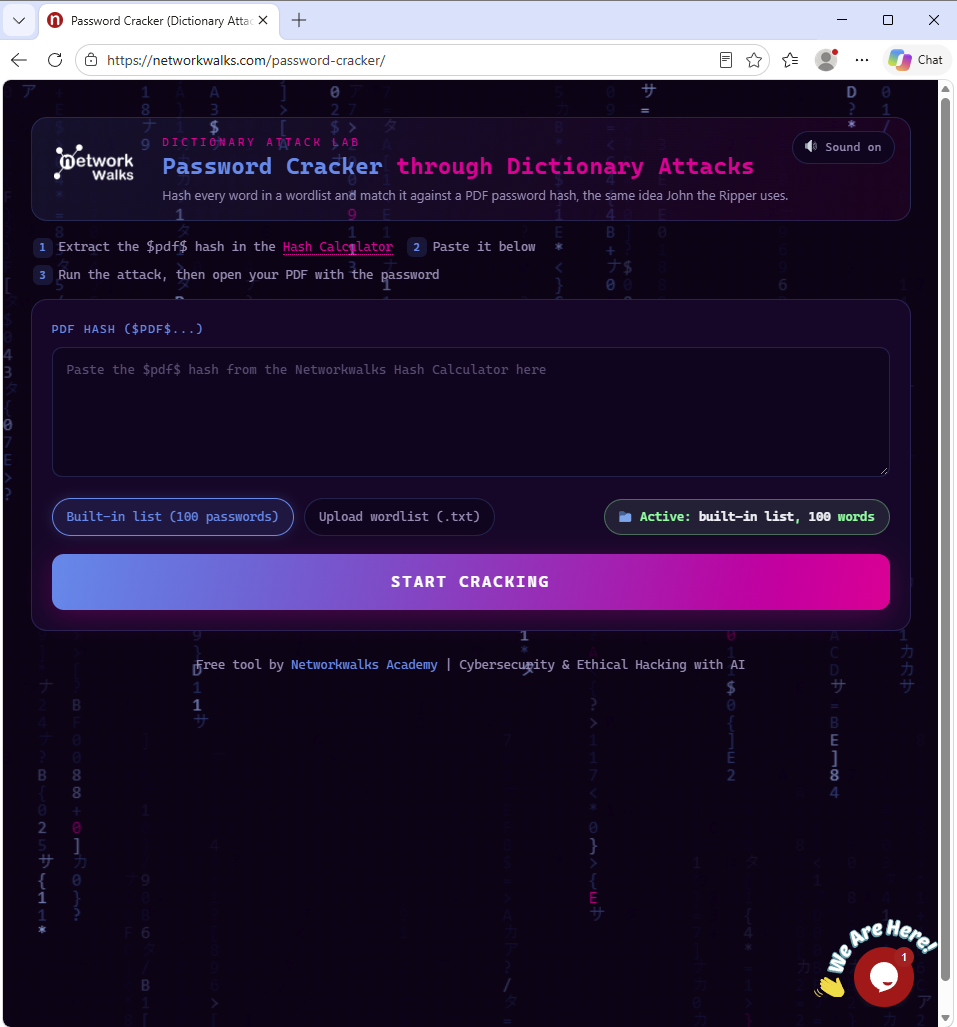 Password Cracker (Dictionary Attac
https://networkwalks.com/password-cracker/
Chat
network
Walks
DICTIONARY ATTACK LAB
Password Cracker through Dictionary Attacks
Hash every word in a wordlist and match it against a PDF password hash, the same idea John the Ripper uses.
Sound on
1 Extract the $pdf$ hash in the Hash Calculator 2 Paste it below
3 Run the attack, then open your PDF with the password
PDF HASH ($PDF$...)
Paste the $pdf$ hash from the Networkwalks Hash Calculator here
Built-in list (100 passwords)
Upload wordlist (.txt)
Active: built-in list, 100 words
START CRACKING
Free tool by Networkwalks Academy | Cybersecurity & Ethical Hacking with AI
We Are Here!
1